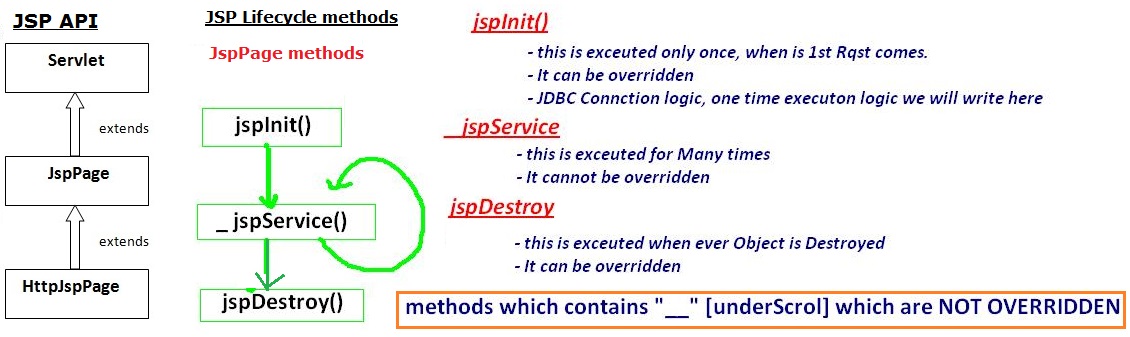 JSP API
Servlet
extends
JspPage
extends
HttpJspPage
JSP Lifecycle methods
JspPage methods
jspInit()
_ jspService()
jspDestroy()
jspInit()
- this is exceuted only once, when is 1st Rqst comes.
- It can be overridden
- JDBC Connction logic, one time executon logic we will write here
__jspService
- this is exceuted for Many times
- It cannot be overridden
jspDestroy
- this is exceuted when ever Object is Destroyed
- It can be overridden
methods which contains "__" [underScrol] which are NOT OVERRIDDEN